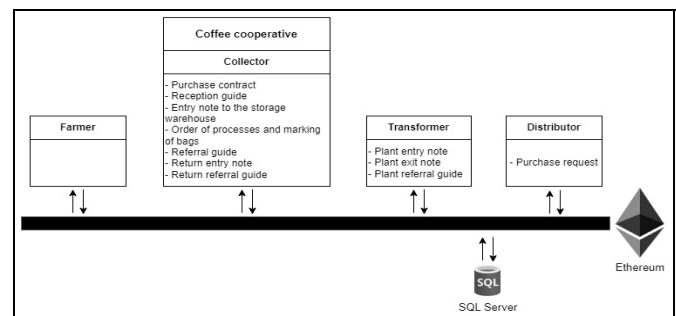 Coffee cooperative
Collector
- Purchase contract
- Reception guide
- Entry note to the storage
warehouse
- Order of processes and marking
of bags
- Referral guide
- Return entry note
- Return referral guide
Farmer
Transformer
- Plant entry note
- Plant exit note
- Plant referral guide
Distributor
- Purchase request
Ethereum
SQL
SQL Server